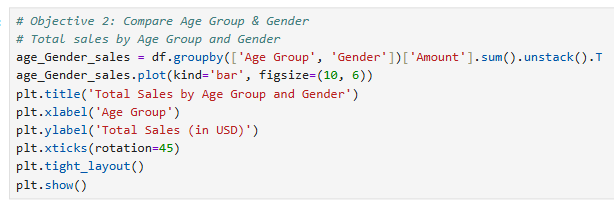 # Objective 2: Compare Age Group & Gender
# Total sales by Age Group and Gender
age_Gender_sales = df.groupby(['Age Group', 'Gender'])['Amount'].sum().unstack().T
age_Gender_sales.plot(kind='bar', figsize=(10, 6))
plt.title('Total Sales by Age Group and Gender')
plt.xlabel('Age Group')
plt.ylabel('Total Sales (in USD)')
plt.xticks(rotation=45)
plt.tight_layout()
plt.show()